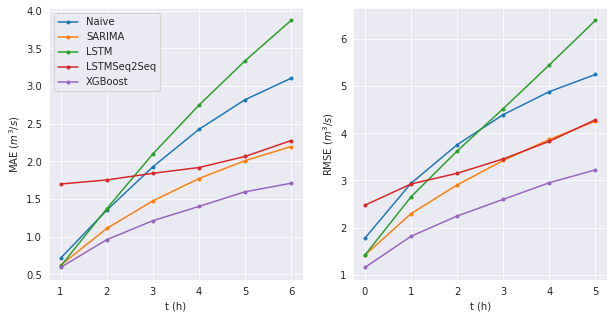 Naive
SARIMA
LSTM
LSTMSeq2Seq
XGBoost
MAE (m³/s)
4.0
3.5
3.0
2.5
2.0
1.5
1.0
0.5
1 2 3 4 5 6
t (h)
RMSE (m³/s)
6
5
4
3
2
1
0 1 2 3 4 5
t (h)